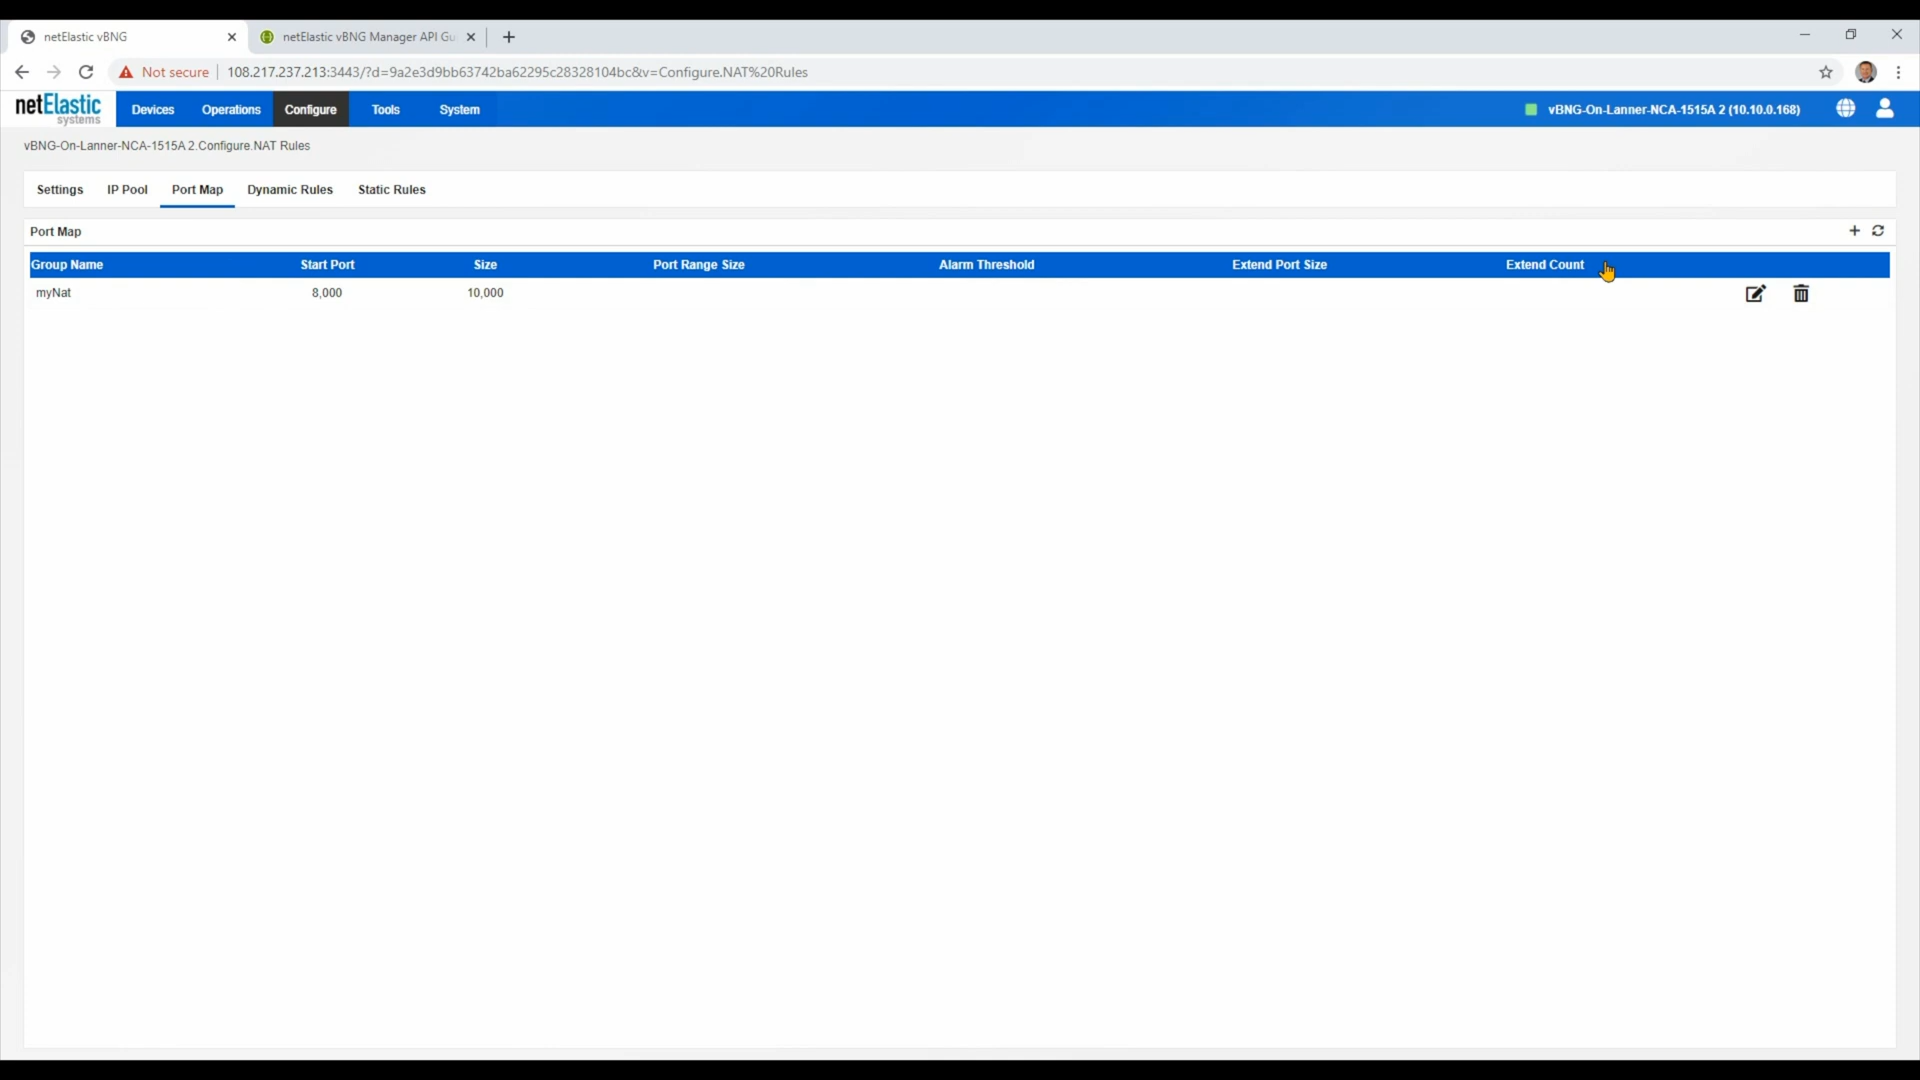 netElastic vBNG
netElastic vBNG Manager API Gu
Not secure
108.217.237.213:3443/?d=9a2e3d9bb63742ba62295c28328104bc&v=Configure.NAT%20Rules
netElastic
systems
Devices
Operations
Configure
Tools
System
vBNG-On-Lanner-NCA-1515A 2 (10.10.0.168)
vBNG-On-Lanner-NCA-1515A 2.Configure.NAT Rules
Settings
IP Pool
Port Map
Dynamic Rules
Static Rules
Port Map
Group Name
Start Port
Size
Port Range Size
Alarm Threshold
Extend Port Size
Extend Count
myNat
8,000
10,000